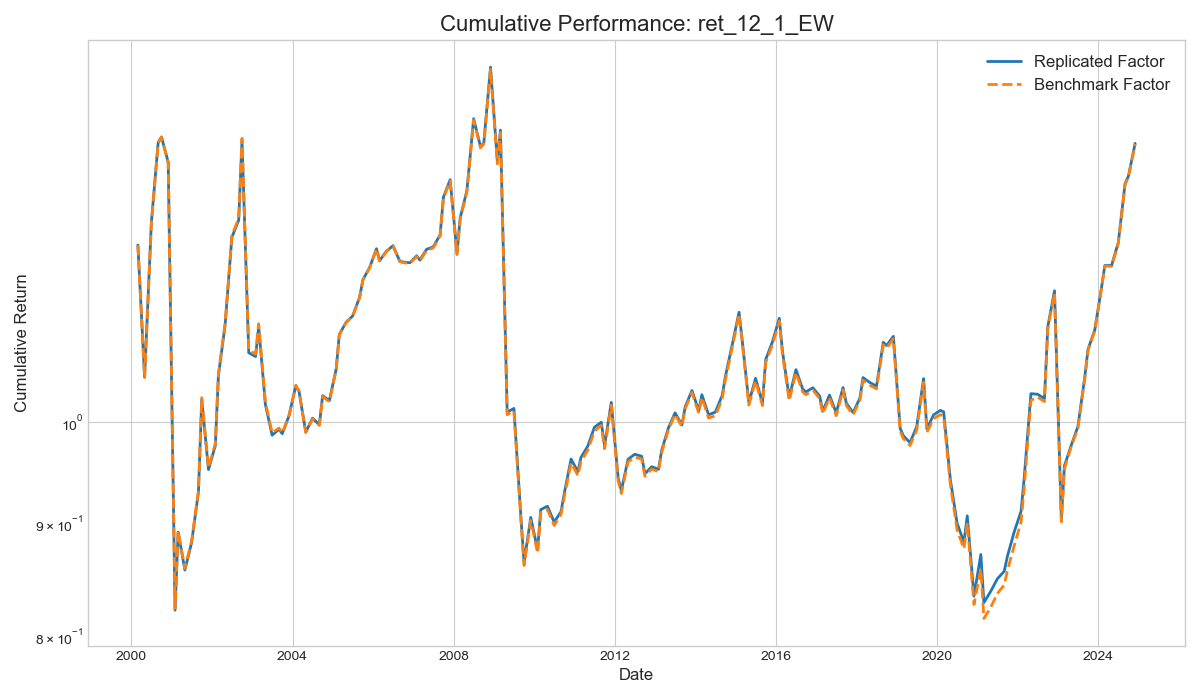 Cumulative Performance: ret_12_1_EW
Replicated Factor
Benchmark Factor
Cumulative Return
10⁰
9 × 10⁻¹
8 × 10⁻¹
2000 2004 2008 2012 2016 2020 2024
Date